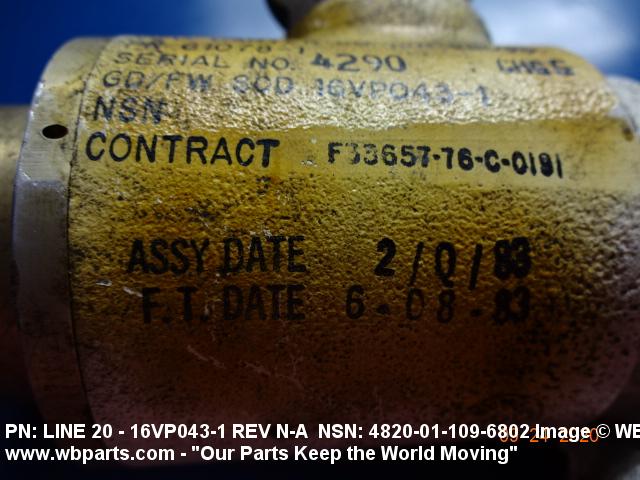 61078 1
SERIAL NO. 4290
GD/FW SCD 16VP043-1
NSN
CONTRACT F33657-76-C-0191
ASSY DATE 2/Q/83
F.T. DATE 6-08-83
PN: LINE 20 - 16VP043-1 REV N-A NSN: 4820-01-109-6802 Image © WB
www.wbparts.com - "Our Parts Keep the World Moving"